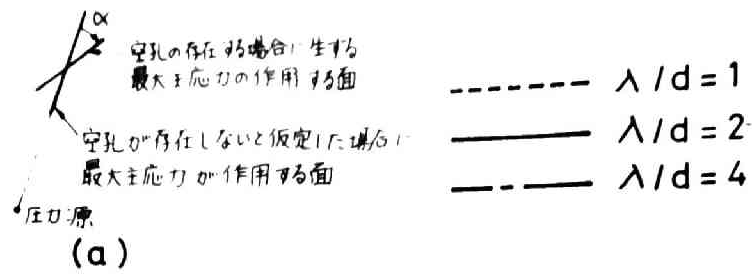 α
空孔の存在する場合に生する
最大主応力の作用する面
空孔が存在しないと仮定した場合に
最大主応力が作用する面
圧力源
(a)
λ/d=1
λ/d=2
λ/d=4